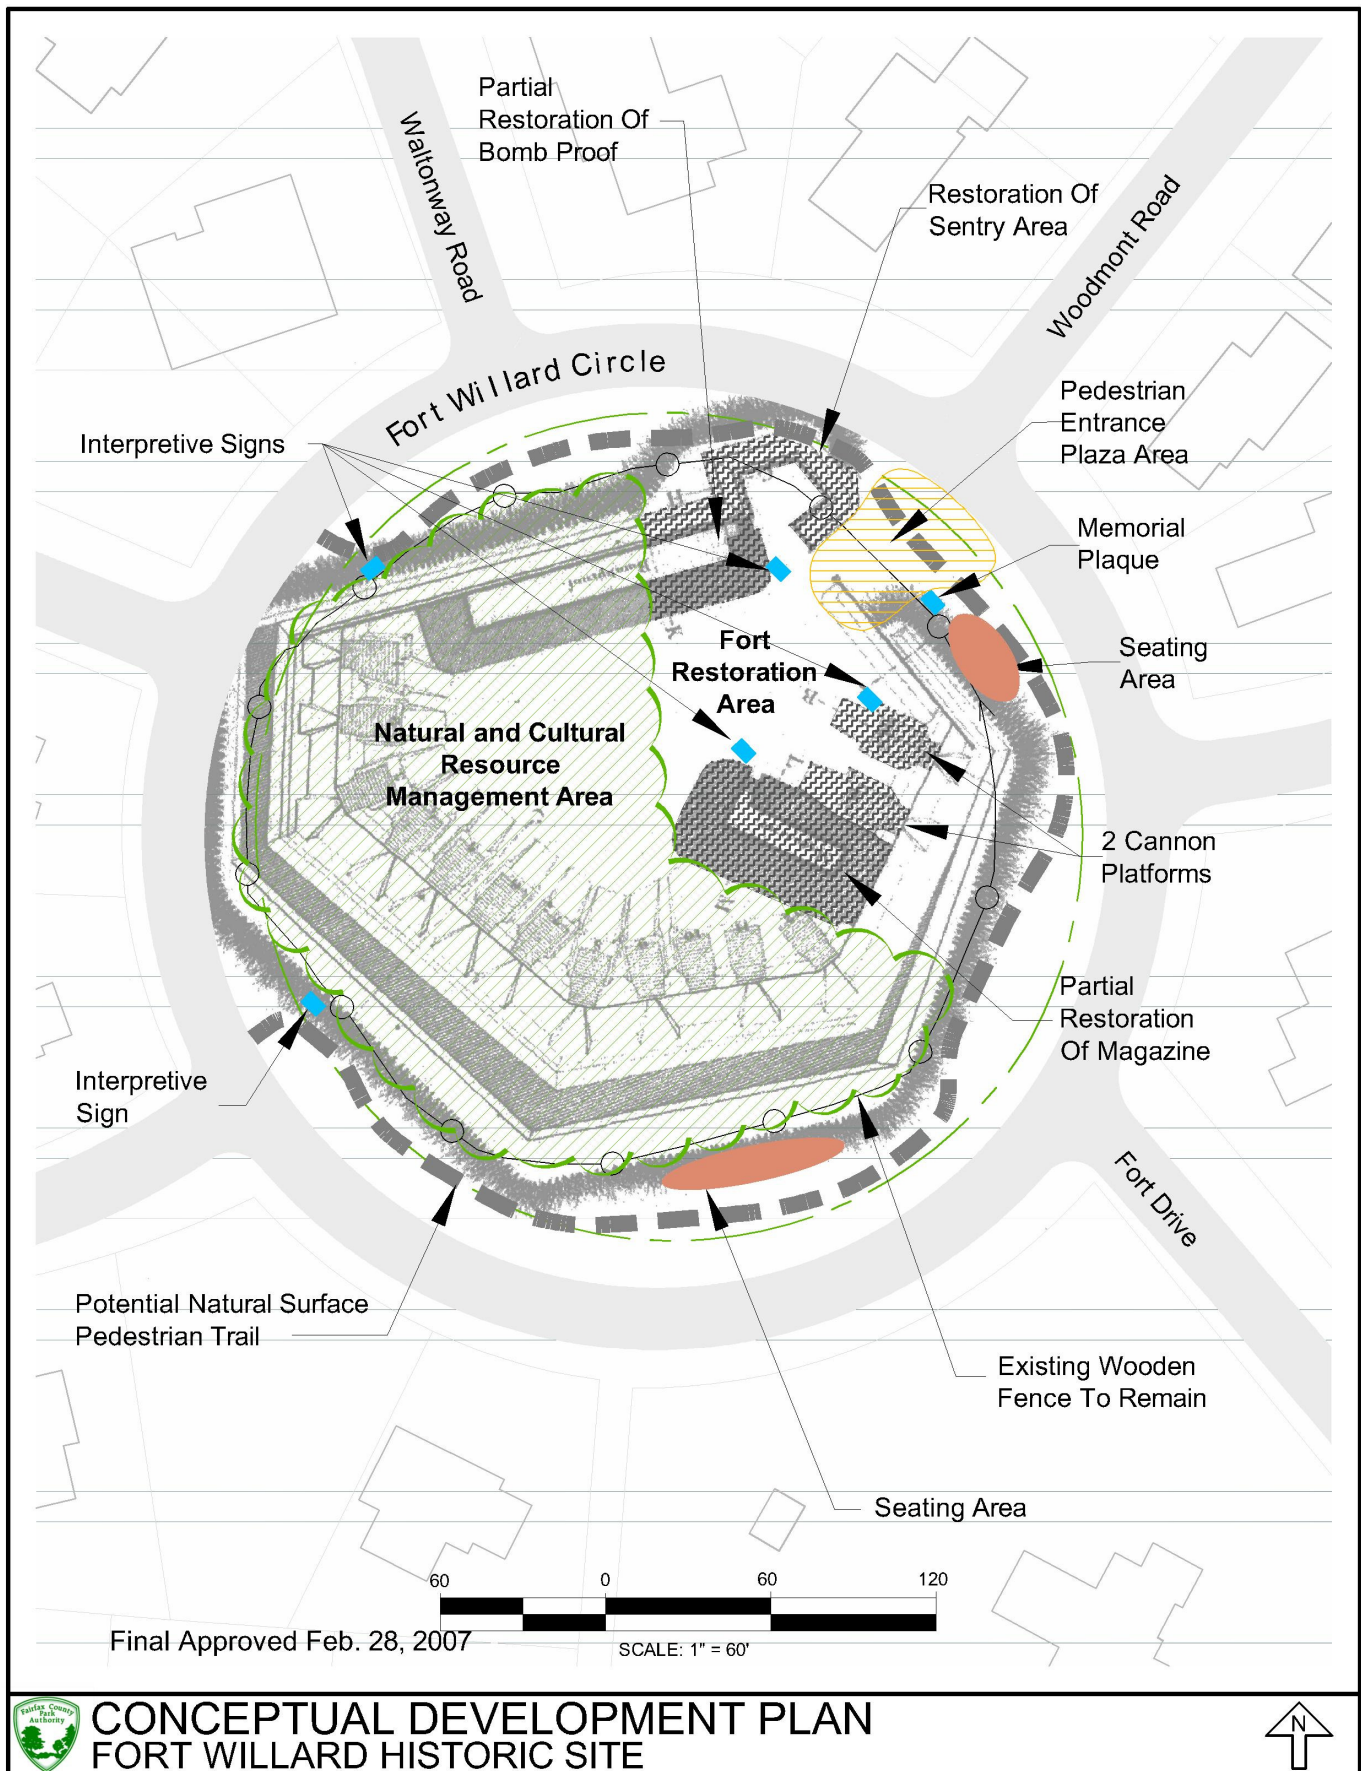 Partial
Restoration Of
Bomb Proof
Waltonway Road
Restoration Of
Sentry Area
Woodmont Road
Fort Willard Circle
Pedestrian
Entrance
Plaza Area
Interpretive Signs
Memorial
Plaque
Fort
Restoration
Area
Seating
Area
Natural and Cultural
Resource
Management Area
2 Cannon
Platforms
Partial
Restoration
Of Magazine
Interpretive
Sign
Fort Drive
Potential Natural Surface
Pedestrian Trail
Existing Wooden
Fence To Remain
Seating Area
60 0 60 120
Final Approved Feb. 28, 2007
SCALE: 1" = 60'
Fairfax County
Park
Authority
CONCEPTUAL DEVELOPMENT PLAN
FORT WILLARD HISTORIC SITE
N